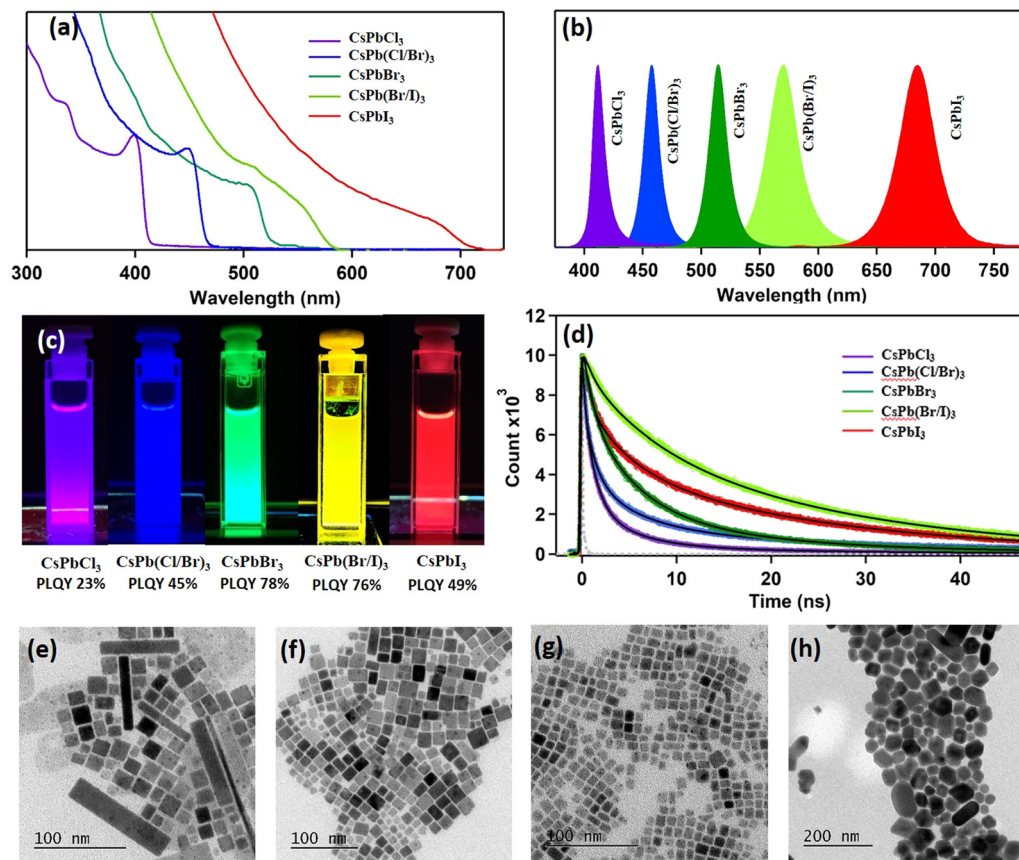 (a)
CsPbCl₃
CsPb(Cl/Br)₃
CsPbBr₃
CsPb(Br/I)₃
CsPbI₃
300 400 500 600 700
Wavelength (nm)
(b)
CsPbCl₃
CsPb(Cl/Br)₃
CsPbBr₃
CsPb(Br/I)₃
CsPbI₃
400 450 500 550 600 650 700 750
Wavelength (nm)
(c)
CsPbCl₃
PLQY 23%
CsPb(Cl/Br)₃
PLQY 45%
CsPbBr₃
PLQY 78%
CsPb(Br/I)₃
PLQY 76%
CsPbI₃
PLQY 49%
(d)
CsPbCl₃
CsPb(Cl/Br)₃
CsPbBr₃
CsPb(Br/I)₃
CsPbI₃
Count x10³
12
10
8
6
4
2
0
0 10 20 30 40
Time (ns)
(e)
100 nm
(f)
100 nm
(g)
100 nm
(h)
200 nm